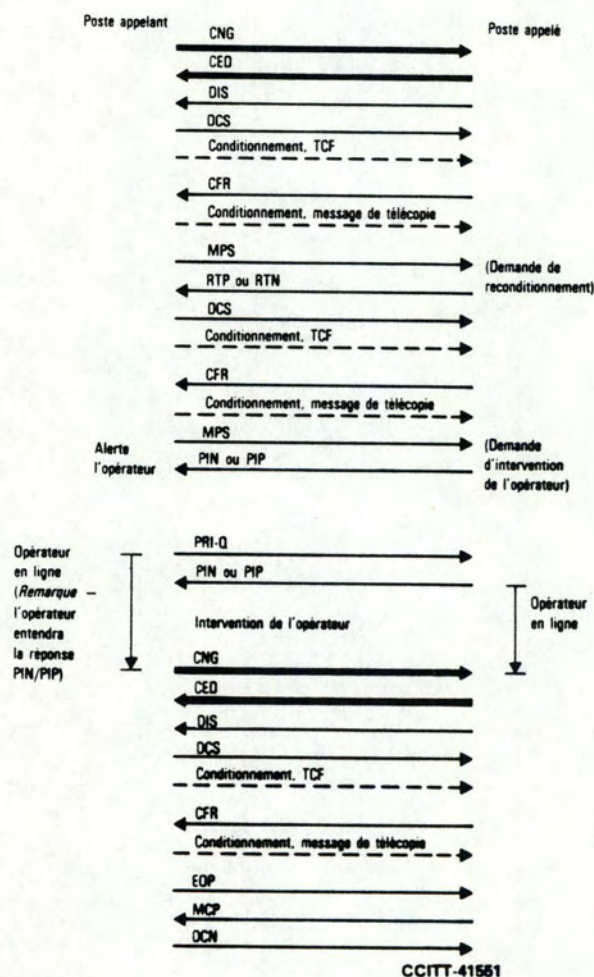 Poste appelant
Poste appelé
CNG
CED
DIS
DCS
Conditionnement, TCF
CFR
Conditionnement, message de télécopie
MPS
(Demande de
reconditionnement)
RTP ou RTN
DCS
Conditionnement, TCF
CFR
Conditionnement, message de télécopie
MPS
Alerte
l'opérateur
(Demande
d'intervention
de l'opérateur)
PIN ou PIP
PRI-Q
Opérateur
en ligne
(Remarque —
l'opérateur
entendra
la réponse
PIN/PIP)
PIN ou PIP
Opérateur
en ligne
Intervention de l'opérateur
CNG
CED
DIS
DCS
Conditionnement, TCF
CFR
Conditionnement, message de télécopie
EOP
MCP
DCN
CCITT-41551